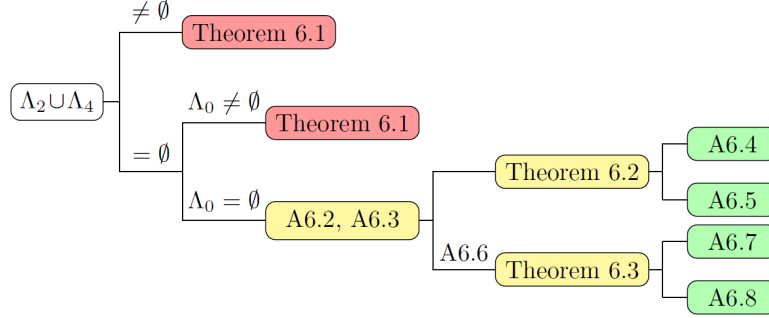 ≠ ∅
Theorem 6.1
Λ₂∪Λ₄
Λ₀ ≠ ∅
Theorem 6.1
= ∅
A6.4
Theorem 6.2
Λ₀ = ∅
A6.5
A6.2, A6.3
A6.6
A6.7
Theorem 6.3
A6.8